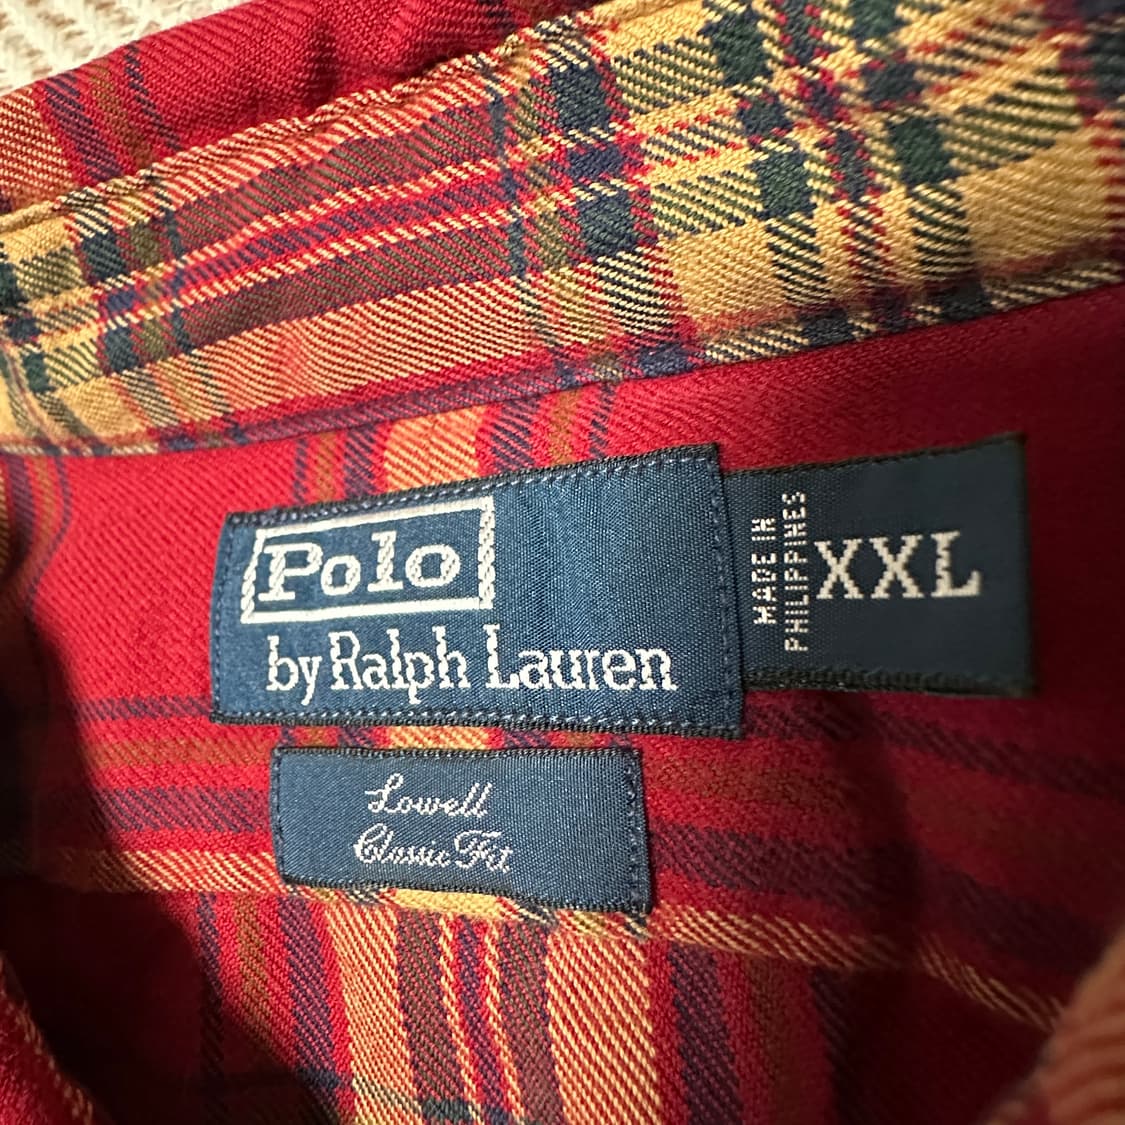 Polo
by Ralph Lauren
MADE IN
PHILIPPINES
XXL
Lowell
Classic Fit